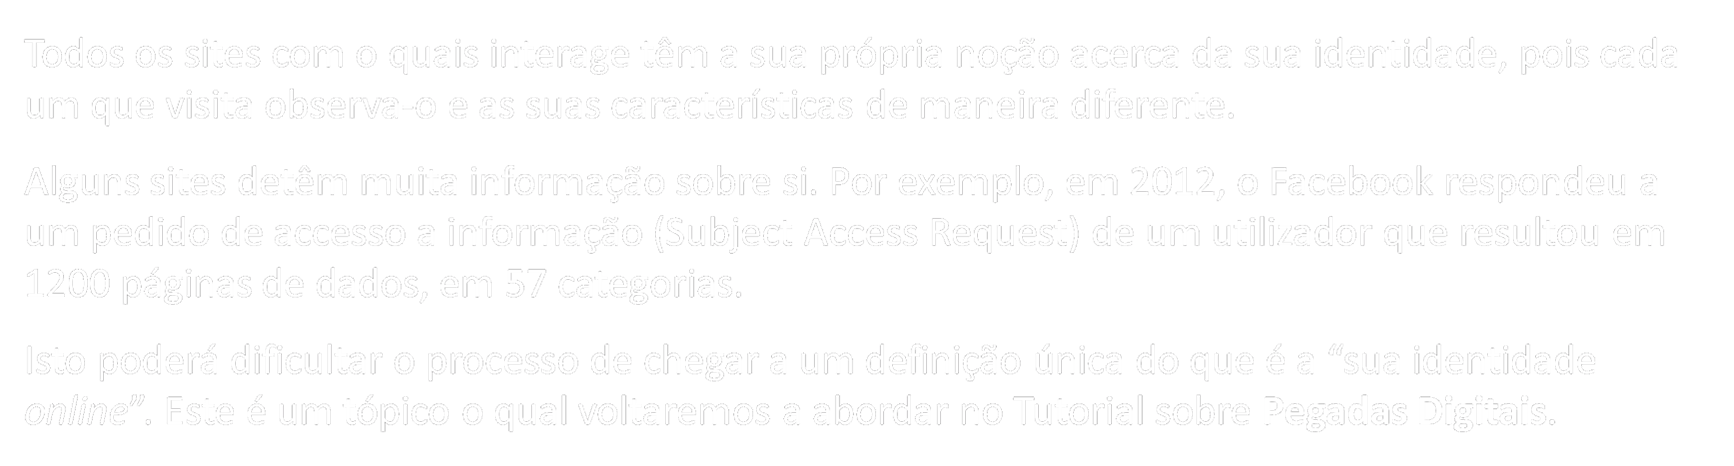 Todos os sites com o quais interage têm a sua própria noção acerca da sua identidade, pois cada
um que visita observa-o e as suas características de maneira diferente.
Alguns sites detêm muita informação sobre si. Por exemplo, em 2012, o Facebook respondeu a
um pedido de accesso a informação (Subject Access Request) de um utilizador que resultou em
1200 páginas de dados, em 57 categorias.
Isto poderá dificultar o processo de chegar a um definição única do que é a “sua identidade
online”. Este é um tópico o qual voltaremos a abordar no Tutorial sobre Pegadas Digitais.